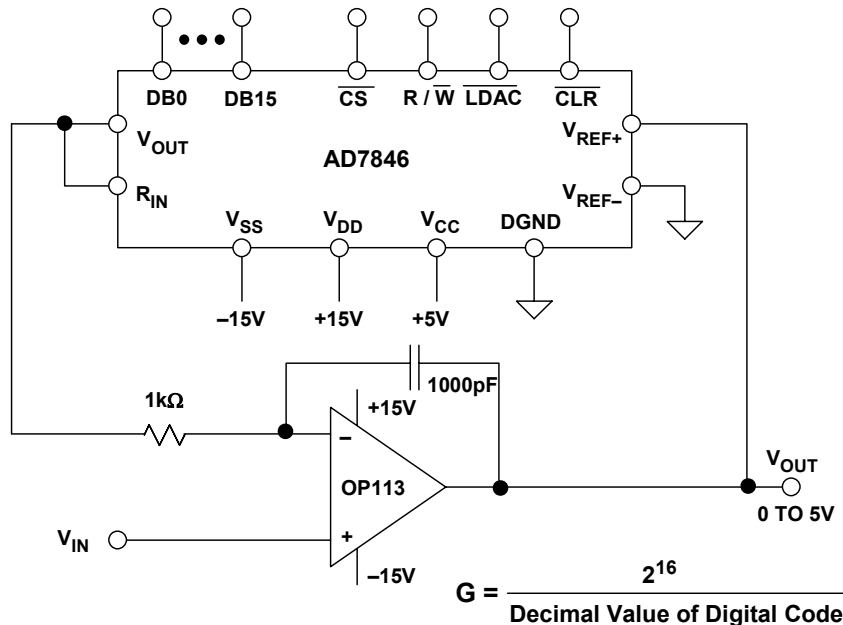 DB0 DB15 CS R / W LDAC CLR
VOUT
VREF+
AD7846
RIN
VREF–
VSS VDD VCC DGND
–15V +15V +5V
1000pF
1kΩ
+15V
–
OP113
VOUT
0 TO 5V
VIN
+
–15V
G = 2^16
Decimal Value of Digital Code